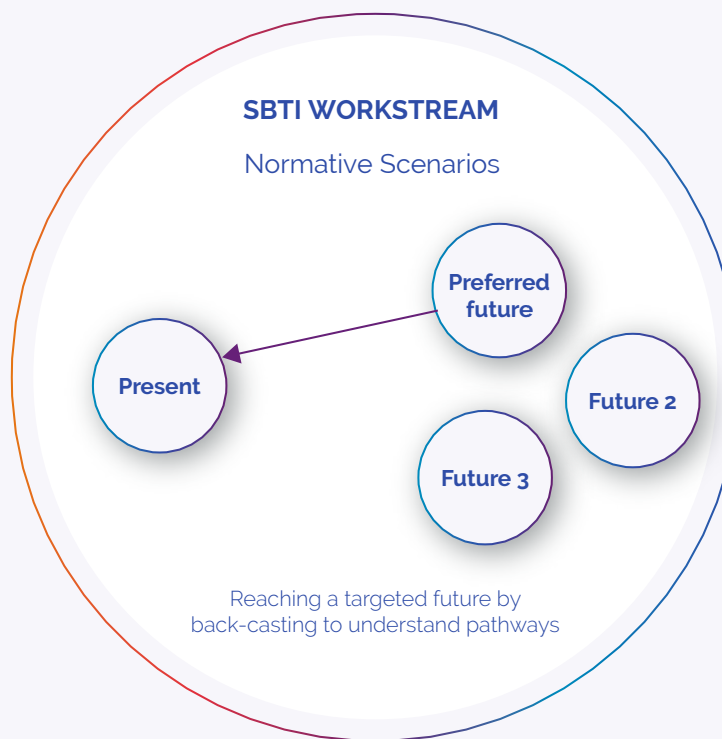 SBTI WORKSTREAM
Normative Scenarios
Preferred
future
Present
Future 2
Future 3
Reaching a targeted future by
back-casting to understand pathways